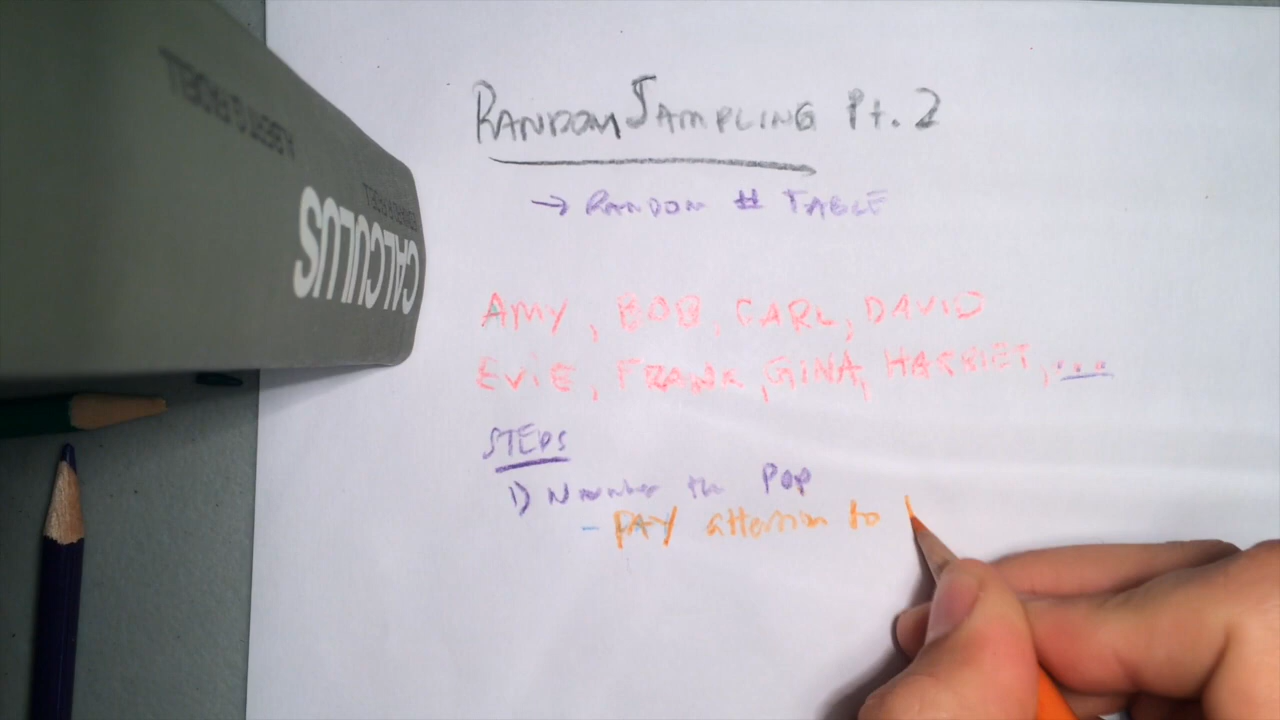 CALCULUS
RANDOM SAMPLING Pt. 2
→ RANDOM # TABLE
AMY, BOB, CARL, DAVID
EVIE, FRANK, GINA, HARRIET, ...
STEPS
1) Number the Pop
- PAY attention to